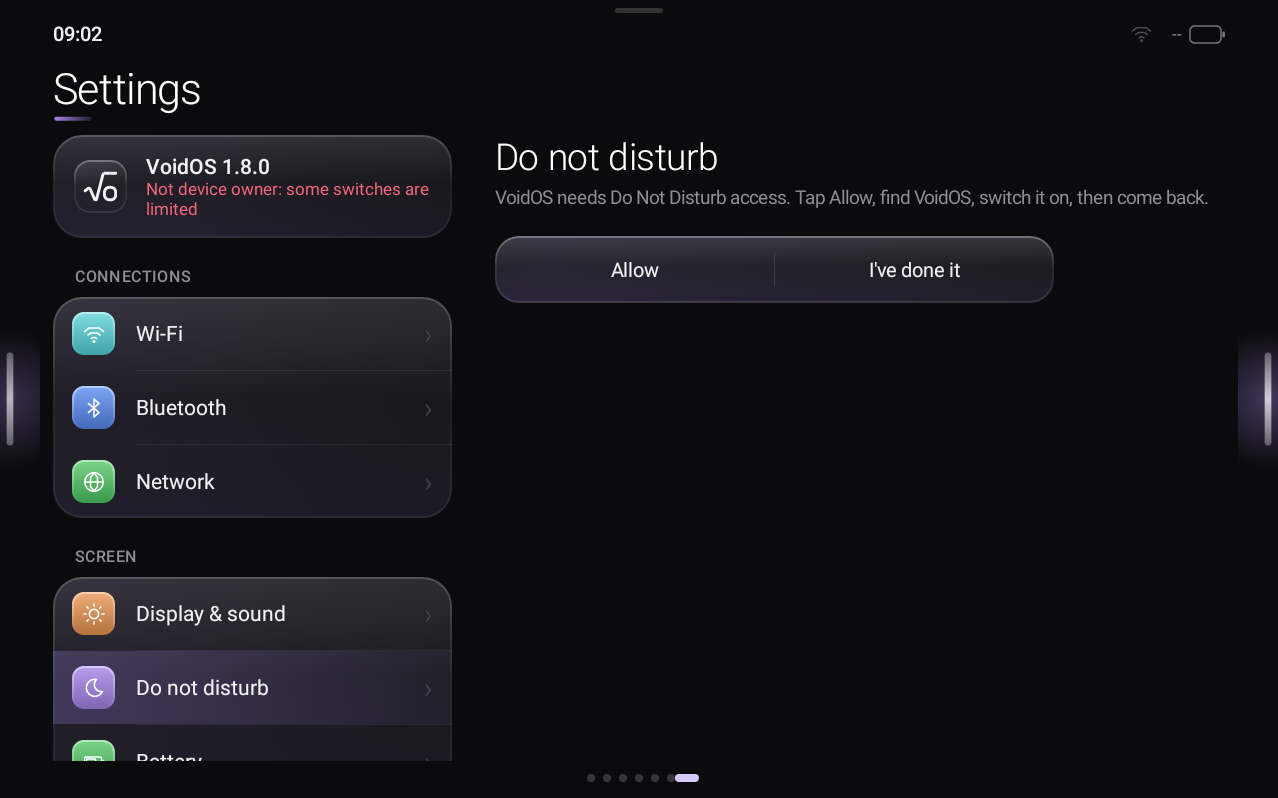 09:02
--
Settings
VoidOS 1.8.0
Not device owner: some switches are
limited
CONNECTIONS
Wi-Fi
Bluetooth
Network
SCREEN
Display & sound
Do not disturb
Battery
Do not disturb
VoidOS needs Do Not Disturb access. Tap Allow, find VoidOS, switch it on, then come back.
Allow
I've done it